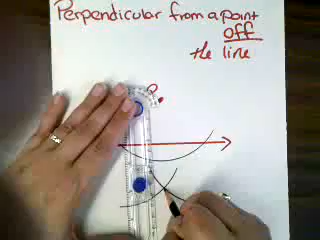 Perpendicular from a point
off
the line
P